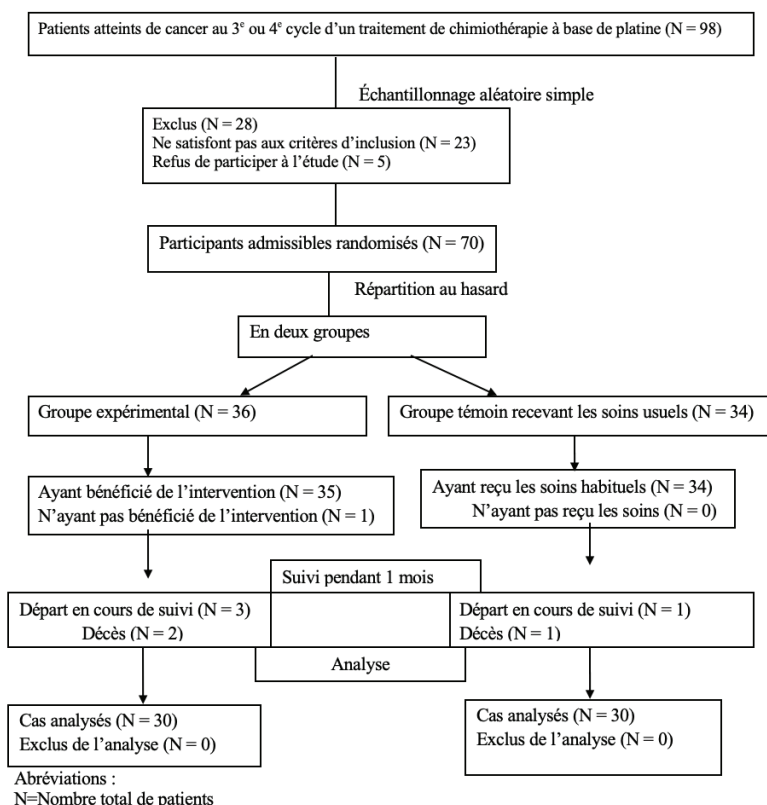 Patients atteints de cancer au 3e ou 4e cycle d'un traitement de chimiothérapie à base de platine (N = 98)
Échantillonnage aléatoire simple
Exclus (N = 28)
Ne satisfont pas aux critères d'inclusion (N = 23)
Refus de participer à l'étude (N = 5)
Participants admissibles randomisés (N = 70)
Répartition au hasard
En deux groupes
Groupe expérimental (N = 36)
Groupe témoin recevant les soins usuels (N = 34)
Ayant bénéficié de l'intervention (N = 35)
N'ayant pas bénéficié de l'intervention (N = 1)
Ayant reçu les soins habituels (N = 34)
N'ayant pas reçu les soins (N = 0)
Suivi pendant 1 mois
Départ en cours de suivi (N = 3)
Décès (N = 2)
Départ en cours de suivi (N = 1)
Décès (N = 1)
Analyse
Cas analysés (N = 30)
Exclus de l'analyse (N = 0)
Cas analysés (N = 30)
Exclus de l'analyse (N = 0)
Abréviations :
N=Nombre total de patients